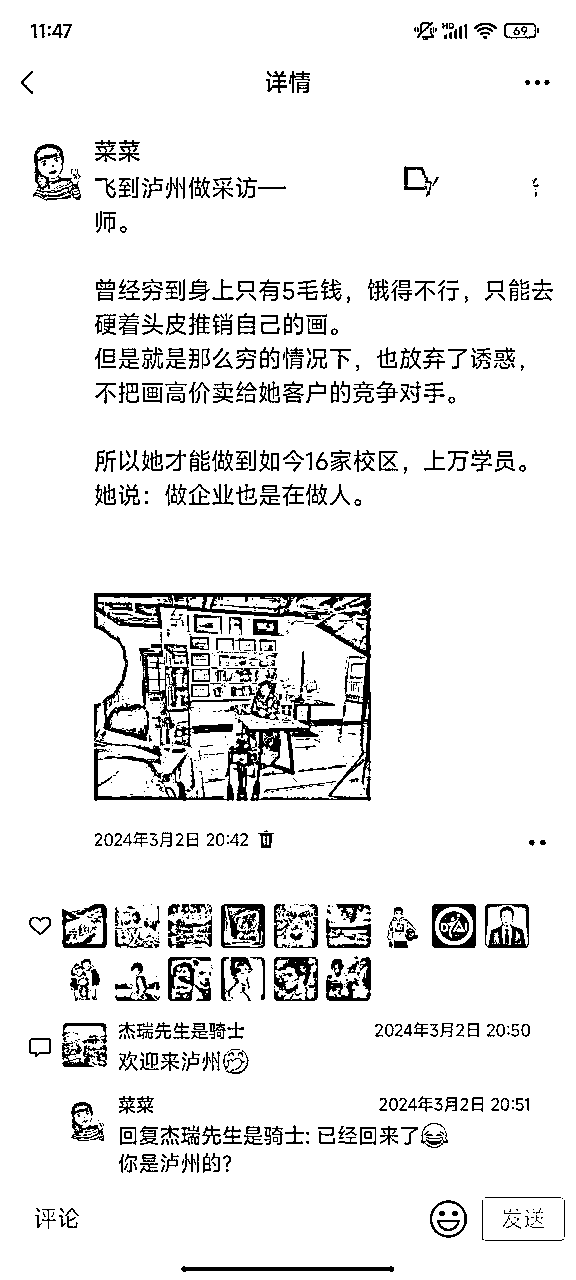 11:47
HD
69
详情
菜菜
飞到泸州做采访一
师。
曾经穷到身上只有5毛钱，饿得不行，只能去
硬着头皮推销自己的画。
但是就是那么穷的情况下，也放弃了诱惑，
不把画高价卖给她客户的竞争对手。
所以她才能做到如今16家校区，上万学员。
她说：做企业也是在做人。
2024年3月2日 20:42
杰瑞先生是骑士 2024年3月2日 20:50
欢迎来泸州
菜菜 2024年3月2日 20:51
回复杰瑞先生是骑士: 已经回来了😂
你是泸州的?
评论 发送